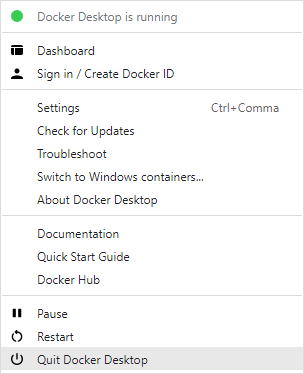 Docker Desktop is running
Dashboard
Sign in / Create Docker ID
Settings Ctrl+Comma
Check for Updates
Troubleshoot
Switch to Windows containers...
About Docker Desktop
Documentation
Quick Start Guide
Docker Hub
Pause
Restart
Quit Docker Desktop